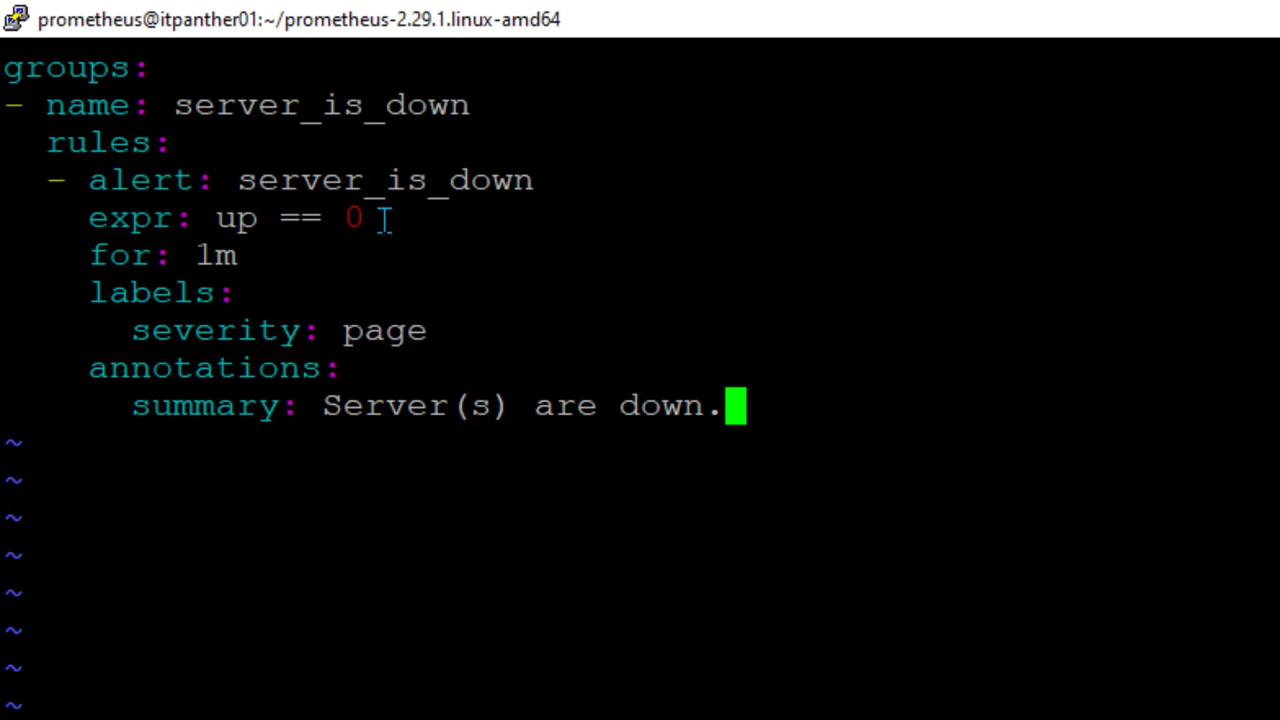 prometheus@itpanther01:~/prometheus-2.29.1.linux-amd64
groups:
- name: server_is_down
  rules:
  - alert: server_is_down
    expr: up == 0
    for: 1m
    labels:
      severity: page
    annotations:
      summary: Server(s) are down.
~
~
~
~
~
~
~
~